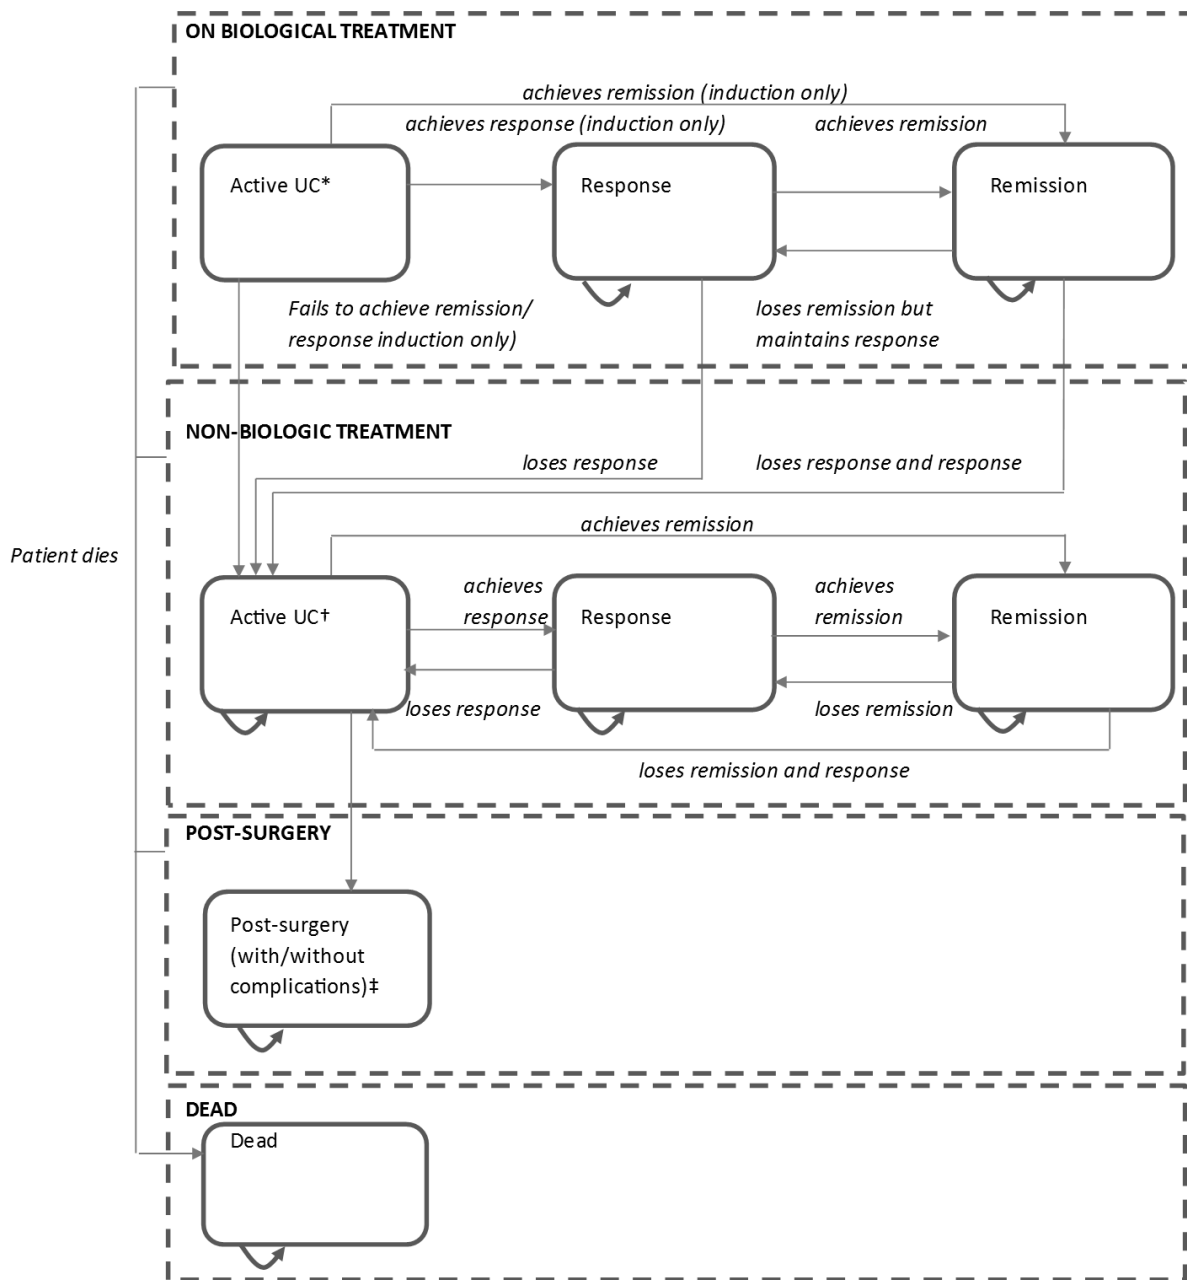 ON BIOLOGICAL TREATMENT
achieves remission (induction only)
achieves response (induction only)
achieves remission
Active UC*
Response
Remission
Fails to achieve remission/
response induction only)
loses remission but
maintains response
NON-BIOLOGIC TREATMENT
loses response
loses response and response
achieves remission
Patient dies
achieves
response
achieves
remission
Active UC†
Response
Remission
loses response
loses remission
loses remission and response
POST-SURGERY
Post-surgery
(with/without
complications)‡
DEAD
Dead